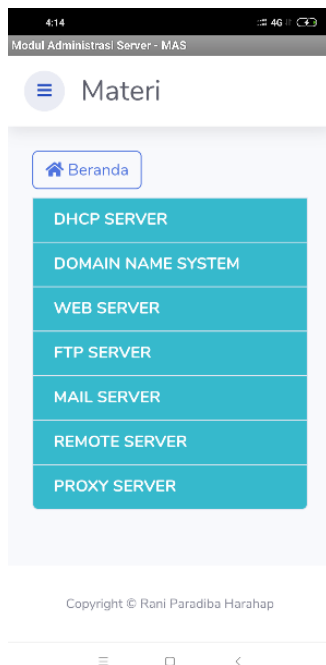 4:14
4G
Modul Administrasi Server - MAS
Materi
Beranda
DHCP SERVER
DOMAIN NAME SYSTEM
WEB SERVER
FTP SERVER
MAIL SERVER
REMOTE SERVER
PROXY SERVER
Copyright © Rani Paradiba Harahap